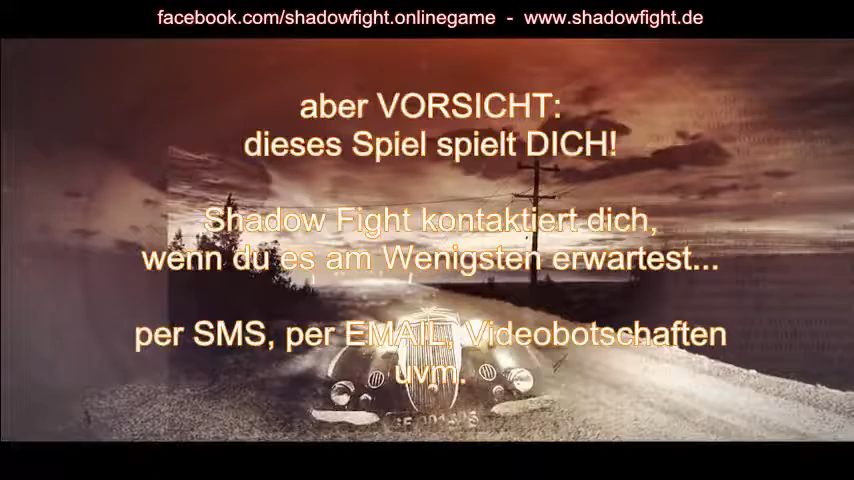 facebook.com/shadowfight.onlinegame - www.shadowfight.de
aber VORSICHT:
dieses Spiel spielt DICH!
Shadow Fight kontaktiert dich,
wenn du es am Wenigsten erwartest...
per SMS, per EMAIL, Videobotschaften
uvm.